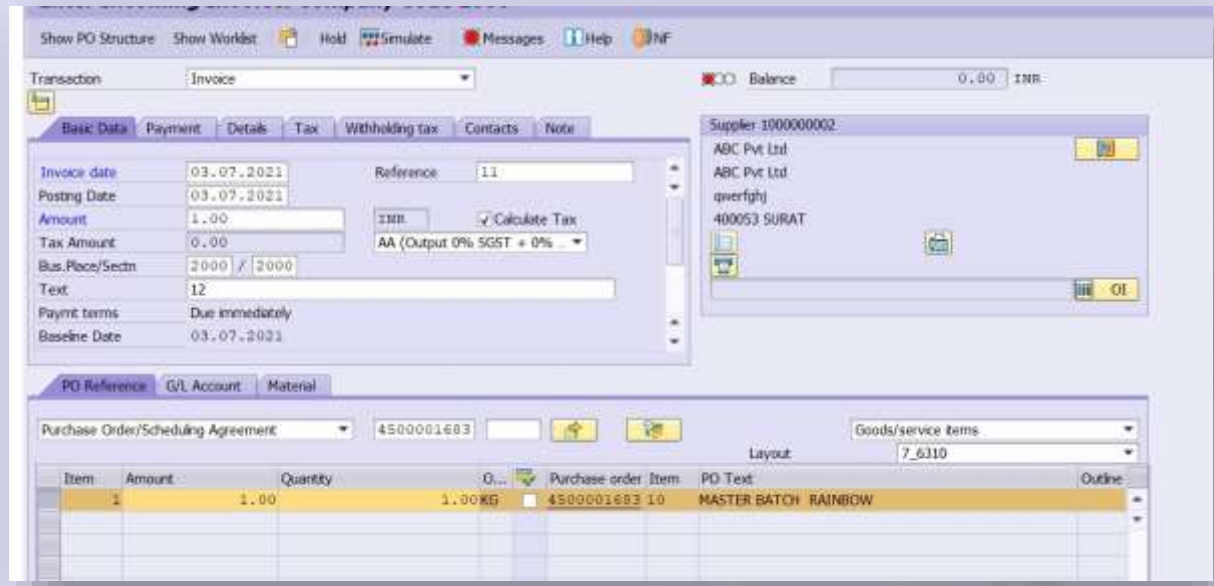 Show PO Structure Show Worklist Hold Simulate Messages Help NF
Transaction Invoice Balance 0.00 INR
Basic Data Payment Details Tax Withholding tax Contacts Note
Supplier 1000000002
ABC Pvt Ltd
Invoice date 03.07.2021 Reference 11
ABC Pvt Ltd
Posting Date 03.07.2021
qwerfghj
Amount 1.00 INR Calculate Tax
400053 SURAT
Tax Amount 0.00 AA (Output 0% SGST + 0% ..
Bus.Place/Sectn 2000 / 2000
Text 12
OI
Paymt terms Due immediately
Baseline Date 03.07.2021
PO Reference G/L Account Material
Purchase Order/Scheduling Agreement 4500001683 Goods/service items
Layout 7_6310
Item Amount Quantity O... Purchase order Item PO Text Outline
1 1.00 1.00 KG 4500001683 10 MASTER BATCH RAINBOW